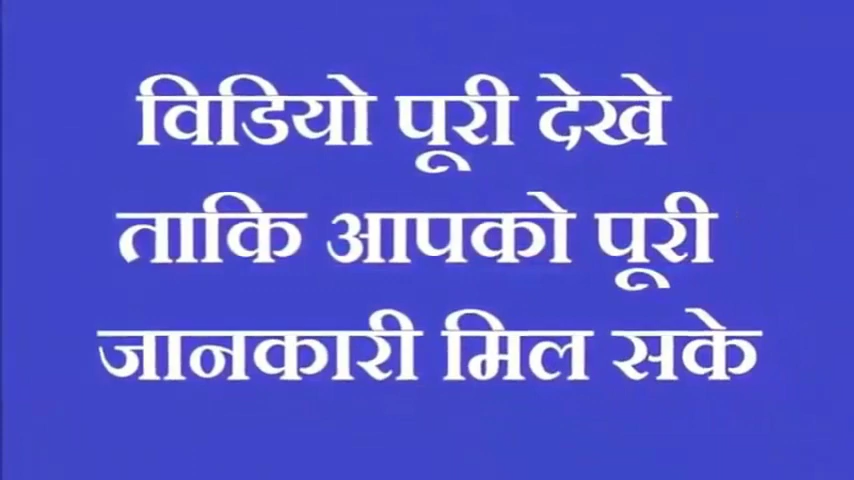 विडियो पूरी देखे
ताकि आपको पूरी
जानकारी मिल सके